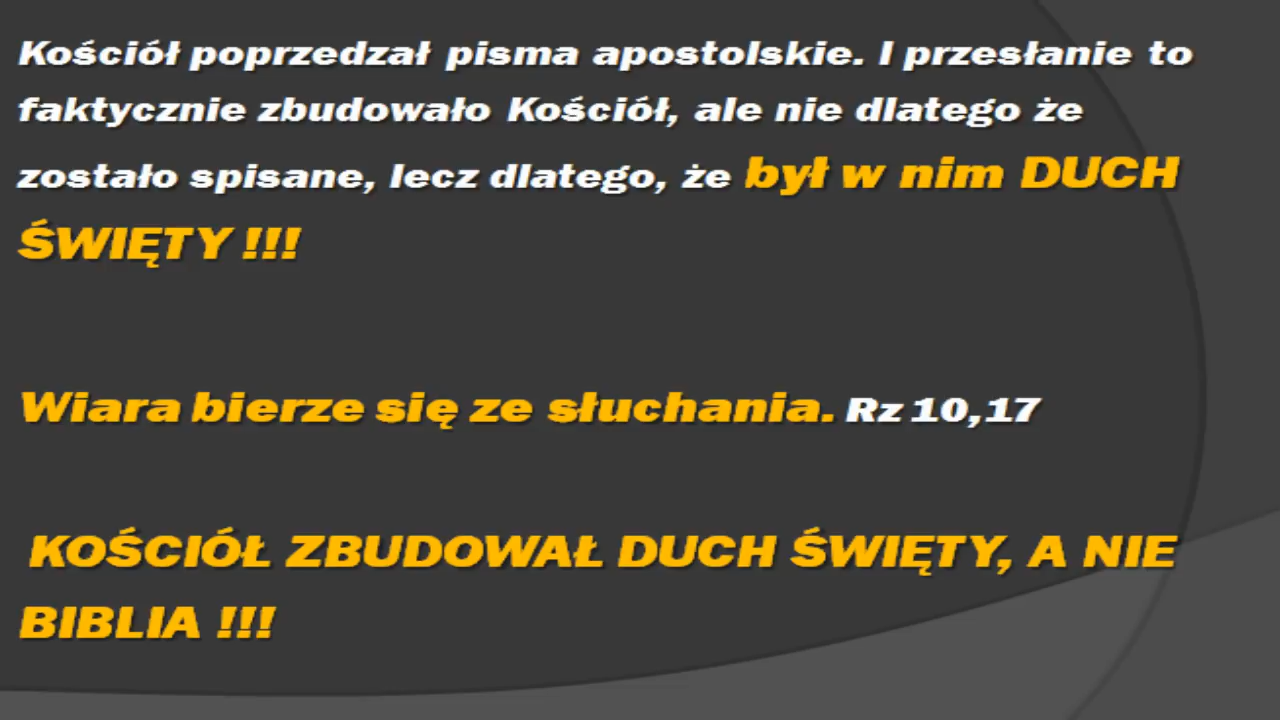 Kościół poprzedzał pisma apostolskie. I przesłanie to
faktycznie zbudowało Kościół, ale nie dlatego że
zostało spisane, lecz dlatego, że był w nim DUCH
ŚWIĘTY !!!
Wiara bierze się ze słuchania. Rz 10,17
KOŚCIÓŁ ZBUDOWAŁ DUCH ŚWIĘTY, A NIE
BIBLIA !!!